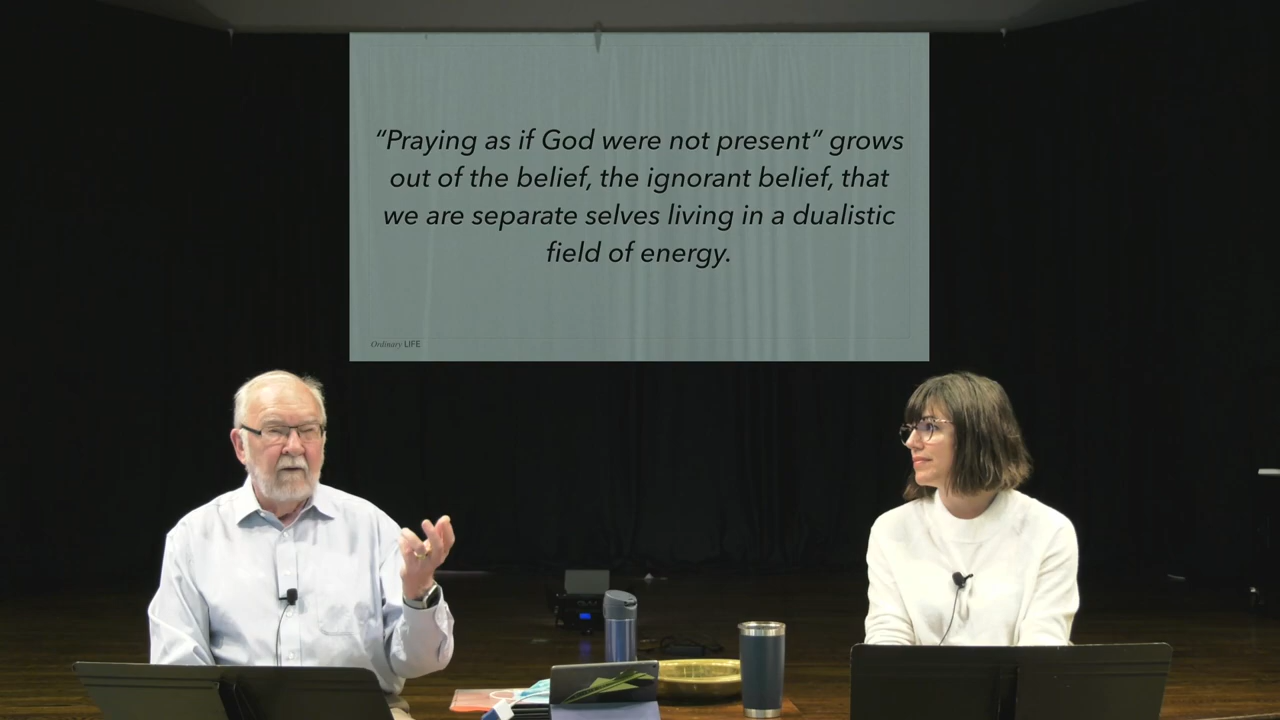 “Praying as if God were not present” grows
out of the belief, the ignorant belief, that
we are separate selves living in a dualistic
field of energy.
Ordinary LIFE